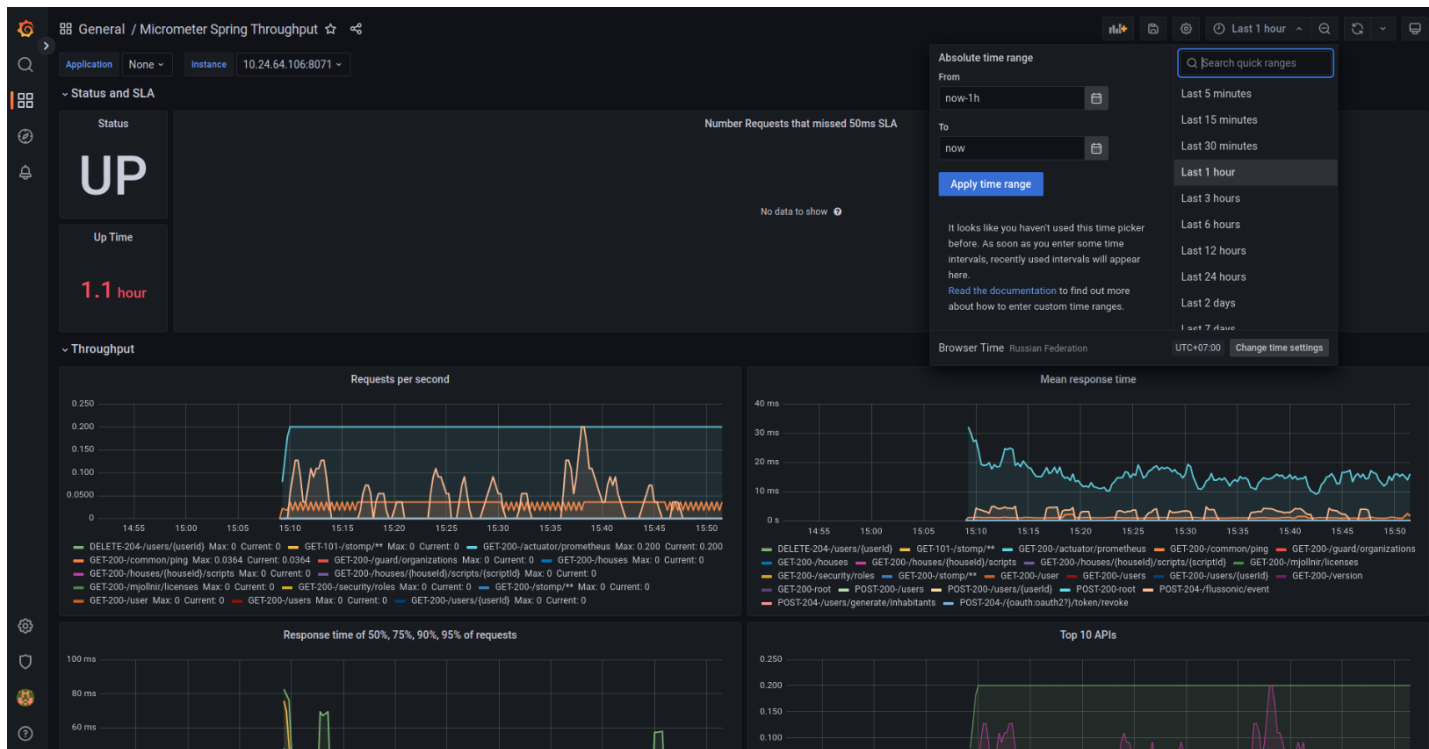 General / Micrometer Spring Throughput
Last 1 hour
Application None instance 10.24.64.106:8071
Status and SLA
Status
UP
Up Time
1.1 hour
Number Requests that missed 50ms SLA
No data to show
Absolute time range
From
now-1h
To
now
Apply time range
It looks like you haven't used this time picker
before. As soon as you enter some time
intervals, recently used intervals will appear
here.
Read the documentation to find out more
about how to enter custom time ranges.
Search quick ranges
Last 5 minutes
Last 15 minutes
Last 30 minutes
Last 1 hour
Last 3 hours
Last 6 hours
Last 12 hours
Last 24 hours
Last 2 days
Last 7 days
Browser Time Russian Federation UTC+07:00 Change time settings
Throughput
Requests per second
0.250
0.200
0.150
0.100
0.0500
0
14:55 15:00 15:05 15:10 15:15 15:20 15:25 15:30 15:35 15:40 15:45 15:50
DELETE-204-/users/{userId} Max: 0 Current: 0 GET-101-/stomp/** Max: 0 Current: 0 GET-200-/actuator/prometheus Max: 0.200 Current: 0.200
GET-200-/common/ping Max: 0.0364 Current: 0.0364 GET-200-/guard/organizations Max: 0 Current: 0 GET-200-/houses Max: 0 Current: 0
GET-200-/houses/{houseId}/scripts Max: 0 Current: 0 GET-200-/houses/{houseId}/scripts/{scriptId} Max: 0 Current: 0
GET-200-/mjollnir/licenses Max: 0 Current: 0 GET-200-/security/roles Max: 0 Current: 0 GET-200-/stomp/** Max: 0 Current: 0
GET-200-/user Max: 0 Current: 0 GET-200-/users Max: 0 Current: 0 GET-200-/users/{userId} Max: 0 Current: 0
Mean response time
40 ms
30 ms
20 ms
10 ms
0 s
14:55 15:00 15:05 15:10 15:15 15:20 15:25 15:30 15:35 15:40 15:45 15:50
DELETE-204-/users/{userId} GET-101-/stomp/** GET-200-/actuator/prometheus GET-200-/common/ping GET-200-/guard/organizations
GET-200-/houses GET-200-/houses/{houseId}/scripts GET-200-/houses/{houseId}/scripts/{scriptId} GET-200-/mjollnir/licenses
GET-200-/security/roles GET-200-/stomp/** GET-200-/user GET-200-/users GET-200-/users/{userId} GET-200-/version
GET-200-root POST-200-/users POST-200-/users/{userId} POST-200-root POST-204-/flussonic/event
POST-204-/users/generate/inhabitants POST-204-/{oauth:oauth2?}/token/revoke
Response time of 50%, 75%, 90%, 95% of requests
100 ms
80 ms
60 ms
Top 10 APIs
0.250
0.200
0.150
0.100